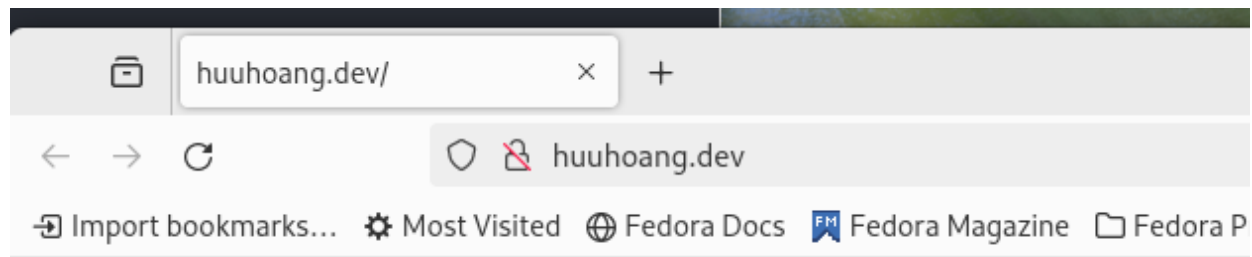 huuhoang.dev/
huuhoang.dev
Import bookmarks... Most Visited Fedora Docs FM Fedora Magazine Fedora P